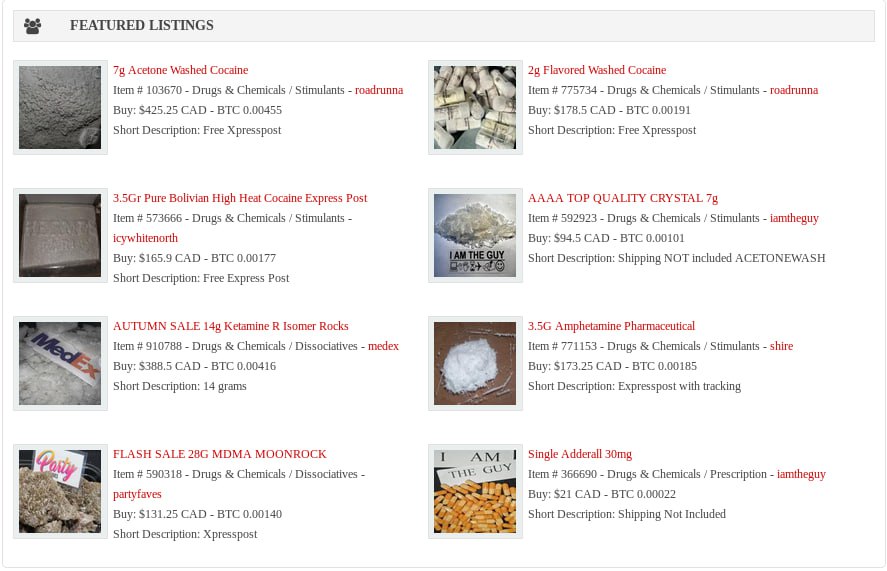 FEATURED LISTINGS
7g Acetone Washed Cocaine
Item # 103670 - Drugs & Chemicals / Stimulants - roadrunna
Buy: $425.25 CAD - BTC 0.00455
Short Description: Free Xpresspost
2g Flavored Washed Cocaine
Item # 775734 - Drugs & Chemicals / Stimulants - roadrunna
Buy: $178.5 CAD - BTC 0.00191
Short Description: Free Xpresspost
3.5Gr Pure Bolivian High Heat Cocaine Express Post
Item # 573666 - Drugs & Chemicals / Stimulants -
icywhitenorth
Buy: $165.9 CAD - BTC 0.00177
Short Description: Free Express Post
AAAA TOP QUALITY CRYSTAL 7g
Item # 592923 - Drugs & Chemicals / Stimulants - iamtheguy
Buy: $94.5 CAD - BTC 0.00101
Short Description: Shipping NOT included ACETONEWASH
I AM THE GUY
AUTUMN SALE 14g Ketamine R Isomer Rocks
Item # 910788 - Drugs & Chemicals / Dissociatives - medex
Buy: $388.5 CAD - BTC 0.00416
Short Description: 14 grams
MedEx
3.5G Amphetamine Pharmaceutical
Item # 771153 - Drugs & Chemicals / Stimulants - shire
Buy: $173.25 CAD - BTC 0.00185
Short Description: Expresspost with tracking
FLASH SALE 28G MDMA MOONROCK
Item # 590318 - Drugs & Chemicals / Dissociatives -
partyfaves
Buy: $131.25 CAD - BTC 0.00140
Short Description: Xpresspost
Party
Single Adderall 30mg
Item # 366690 - Drugs & Chemicals / Prescription - iamtheguy
Buy: $21 CAD - BTC 0.00022
Short Description: Shipping Not Included
I AM
THE GUY